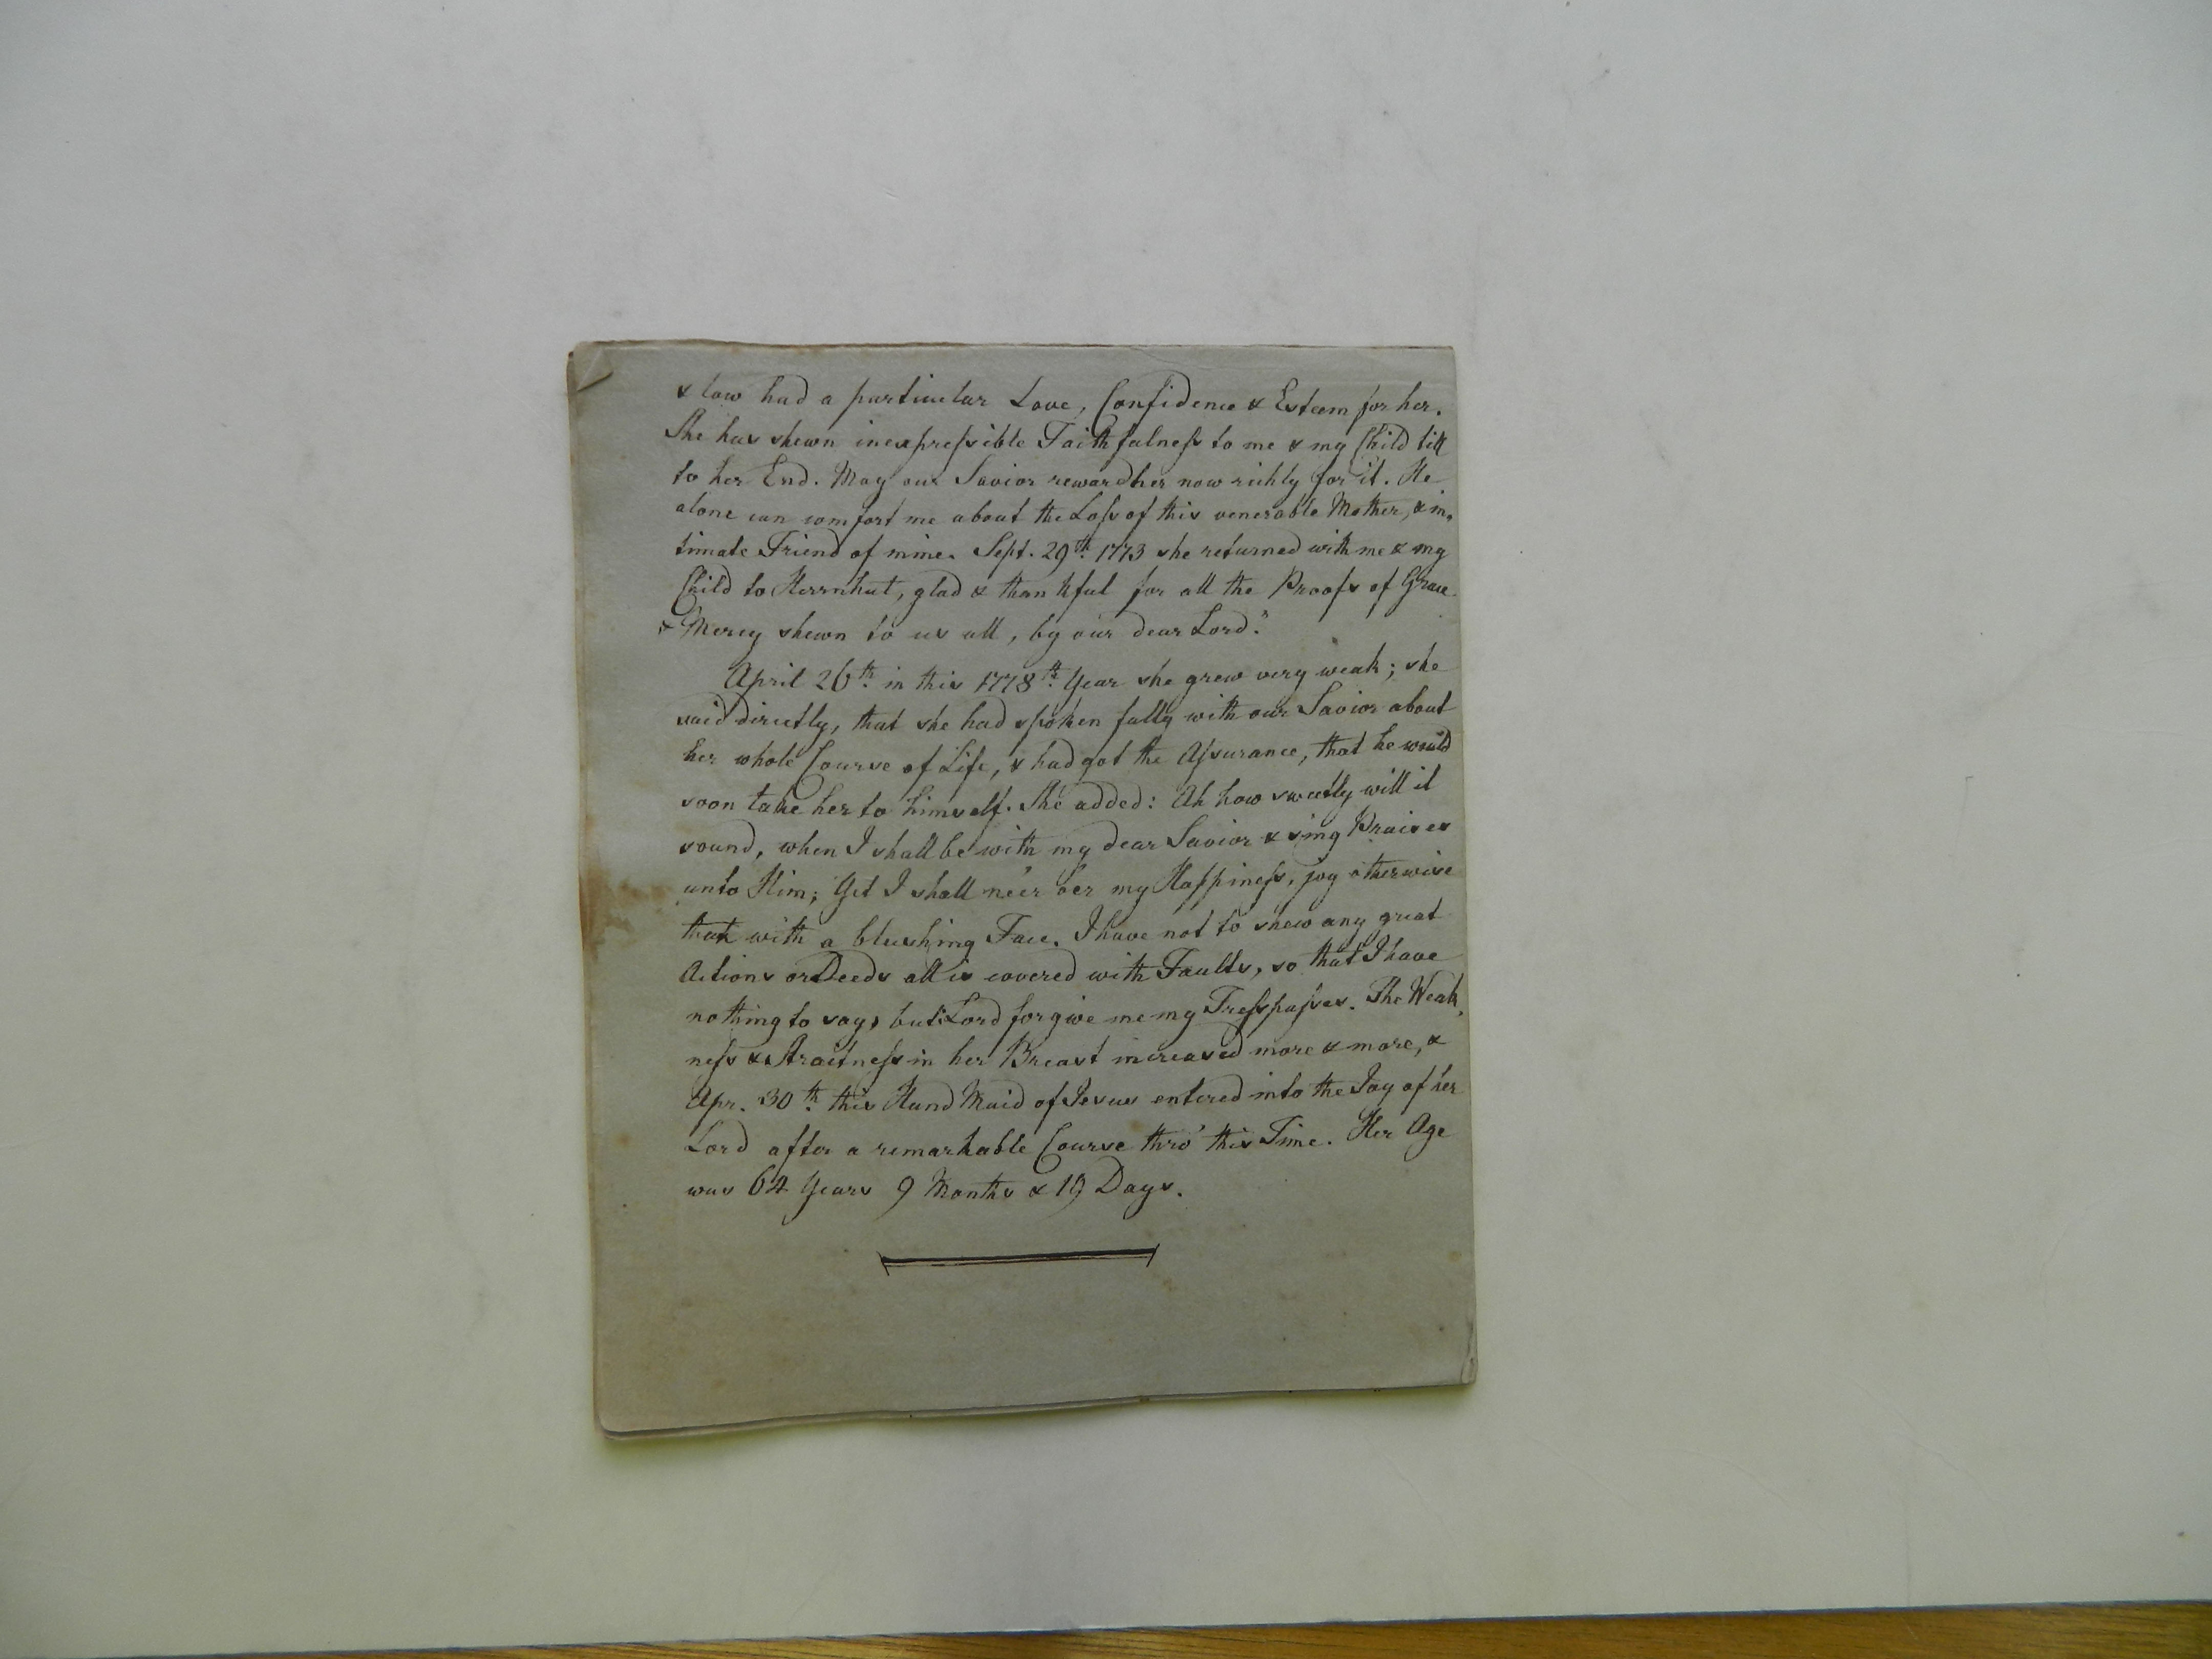 & law had a particular Love, Confidence & Esteem for her.
She has shewn inexpressible Faithfulness to me & my Child till
to her End. May our Savior reward her now richly for it. He
alone can comfort me about the Loss of this venerable Mother, & in,
timate Friend of mine. Sept. 29th. 1773 she returned with me & my
Child to Herrnhut, glad & thankful for all the Proofs of Grace
& Mercy shewn to us all, by our dear Lord."
April 26th. in this 1778th. Year she grew very weak; she
said directly, that she had spoken fully with our Savior about
her whole Course of Life, & had got the Assurance, that he would
soon take her to himself. She added: Ah how sweetly will it
sound, when I shall be with my dear Savior & sing Praises
unto Him; Yet I shall ne'er o'er my Happiness, joy otherwise
than with a blushing Face. I have not to shew any great
Actions or Deeds all is covered with Faults, so that I have
nothing to say, but: Lord forgive me my Tresspasses. The Weak,
ness & Straitness in her Breast increased more & more, &
Apr. 30th. this Hand Maid of Jesus entered into the Joy of her
Lord after a remarkable Course thro' this Time. Her Age
was 64 Years 9 Months & 19 Days.